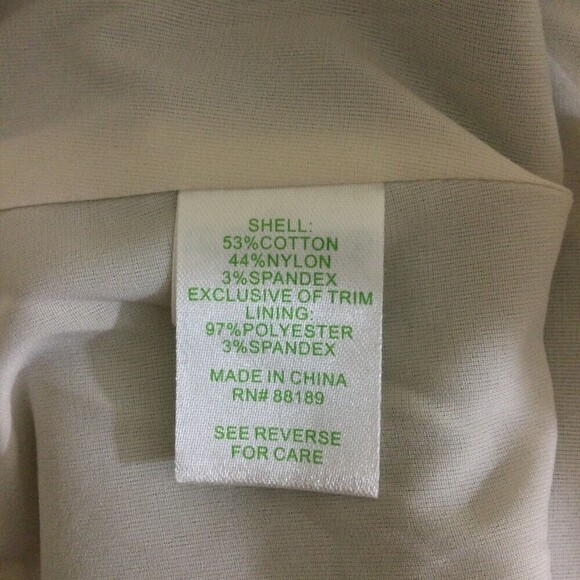 SHELL:
53%COTTON
44%NYLON
3%SPANDEX
EXCLUSIVE OF TRIM
LINING:
97%POLYESTER
3%SPANDEX
MADE IN CHINA
RN# 88189
SEE REVERSE
FOR CARE